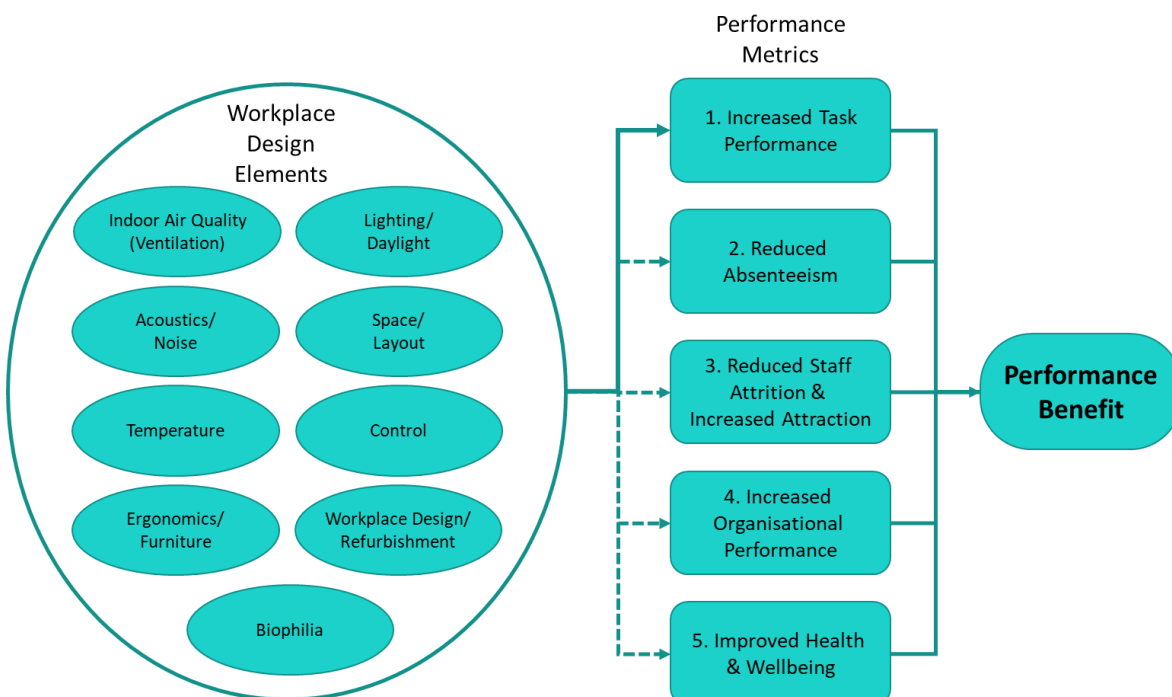 Workplace
Design
Elements
Indoor Air Quality
(Ventilation)
Lighting/
Daylight
Acoustics/
Noise
Space/
Layout
Temperature
Control
Ergonomics/
Furniture
Workplace Design/
Refurbishment
Biophilia
Performance
Metrics
1. Increased Task
Performance
2. Reduced
Absenteeism
3. Reduced Staff
Attrition &
Increased Attraction
4. Increased
Organisational
Performance
5. Improved Health
& Wellbeing
Performance
Benefit